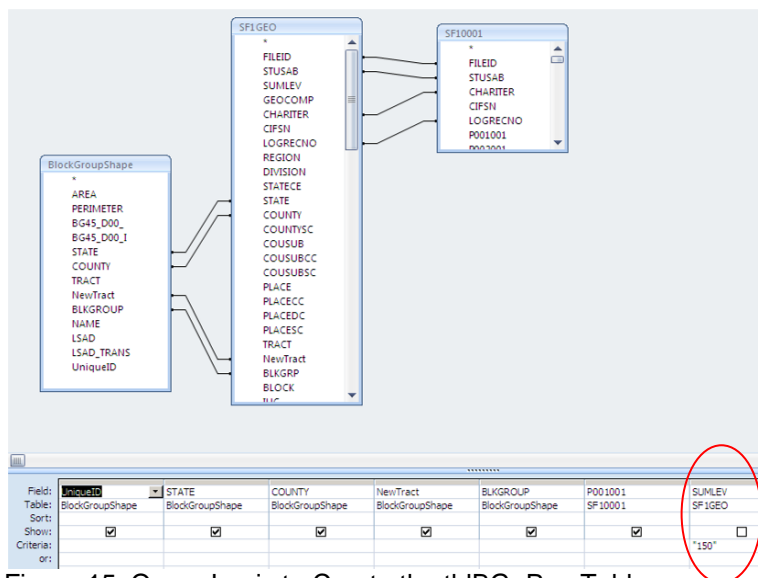 SF1GEO
*
FILEID
STUSAB
SUMLEV
GEOCOMP
CHARITER
CIFSN
LOGRECNO
REGION
DIVISION
STATECE
STATE
COUNTY
COUNTYSC
COUSUB
COUSUBCC
COUSUBSC
PLACE
PLACECC
PLACEDC
PLACESC
TRACT
NewTract
BLKGRP
BLOCK
IUC
SF10001
*
FILEID
STUSAB
CHARITER
CIFSN
LOGRECNO
P001001
P002001
BlockGroupShape
*
AREA
PERIMETER
BG45_D00_
BG45_D00_I
STATE
COUNTY
TRACT
NewTract
BLKGROUP
NAME
LSAD
LSAD_TRANS
UniqueID
Field: UniqueID STATE COUNTY NewTract BLKGROUP P001001 SUMLEV
Table: BlockGroupShape BlockGroupShape BlockGroupShape BlockGroupShape BlockGroupShape SF10001 SF1GEO
Sort:
Show:
Criteria: "150"
or: